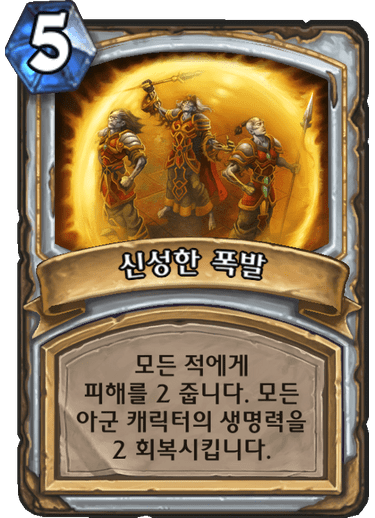 5
신성한 폭발
모든 적에게
피해를 2 줍니다. 모든
아군 캐릭터의 생명력을
2 회복시킵니다.